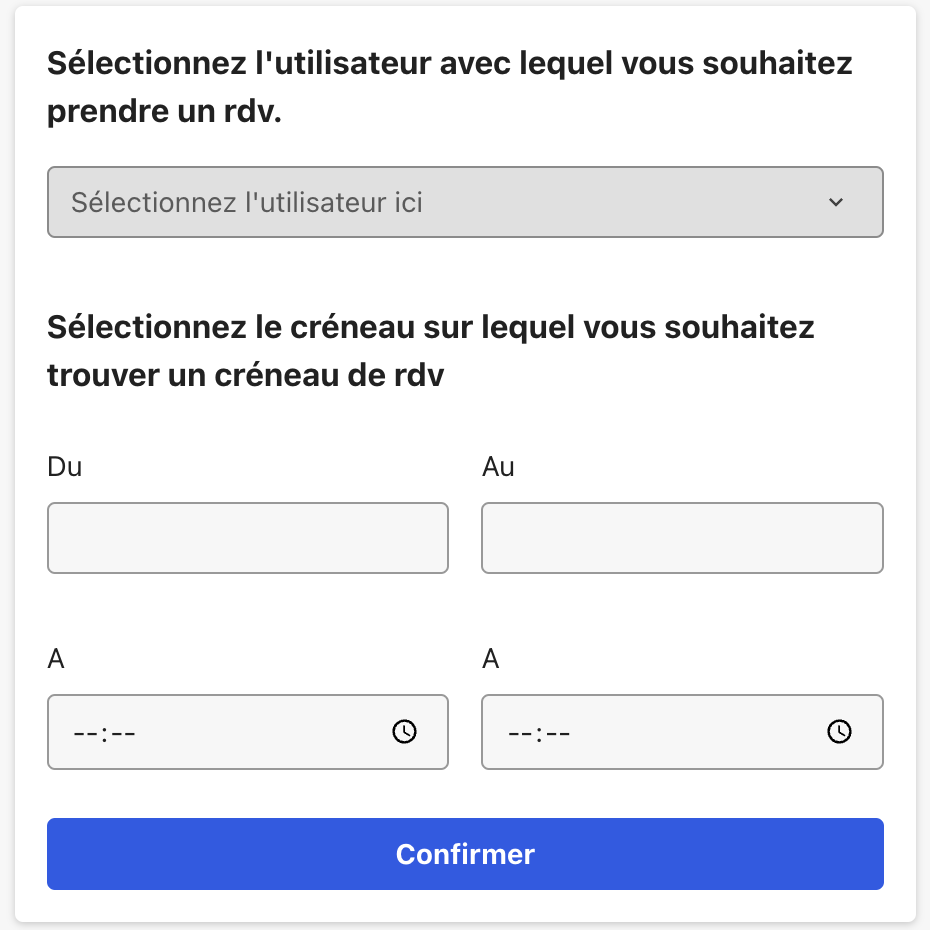 Sélectionnez l'utilisateur avec lequel vous souhaitez
prendre un rdv.
Sélectionnez l'utilisateur ici
Sélectionnez le créneau sur lequel vous souhaitez
trouver un créneau de rdv
Du
Au
A
A
--:--
--:--
Confirmer